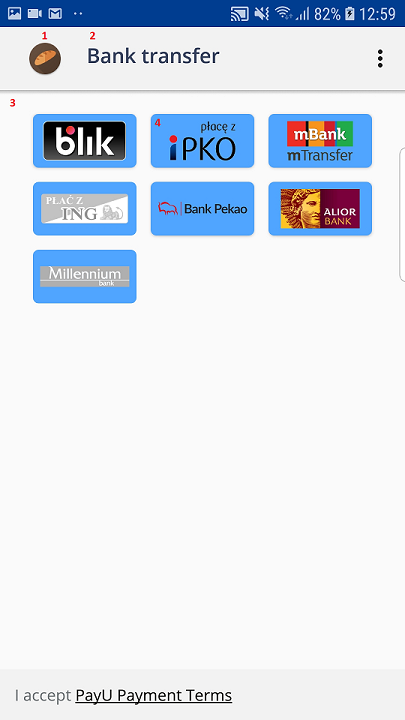 82% 12:59
1 2
Bank transfer
3
blik
4
płacę z
iPKO
mBank
mTransfer
PŁAĆ Z
ING
Bank Pekao
ALIOR
BANK
Millennium
bank
I accept PayU Payment Terms